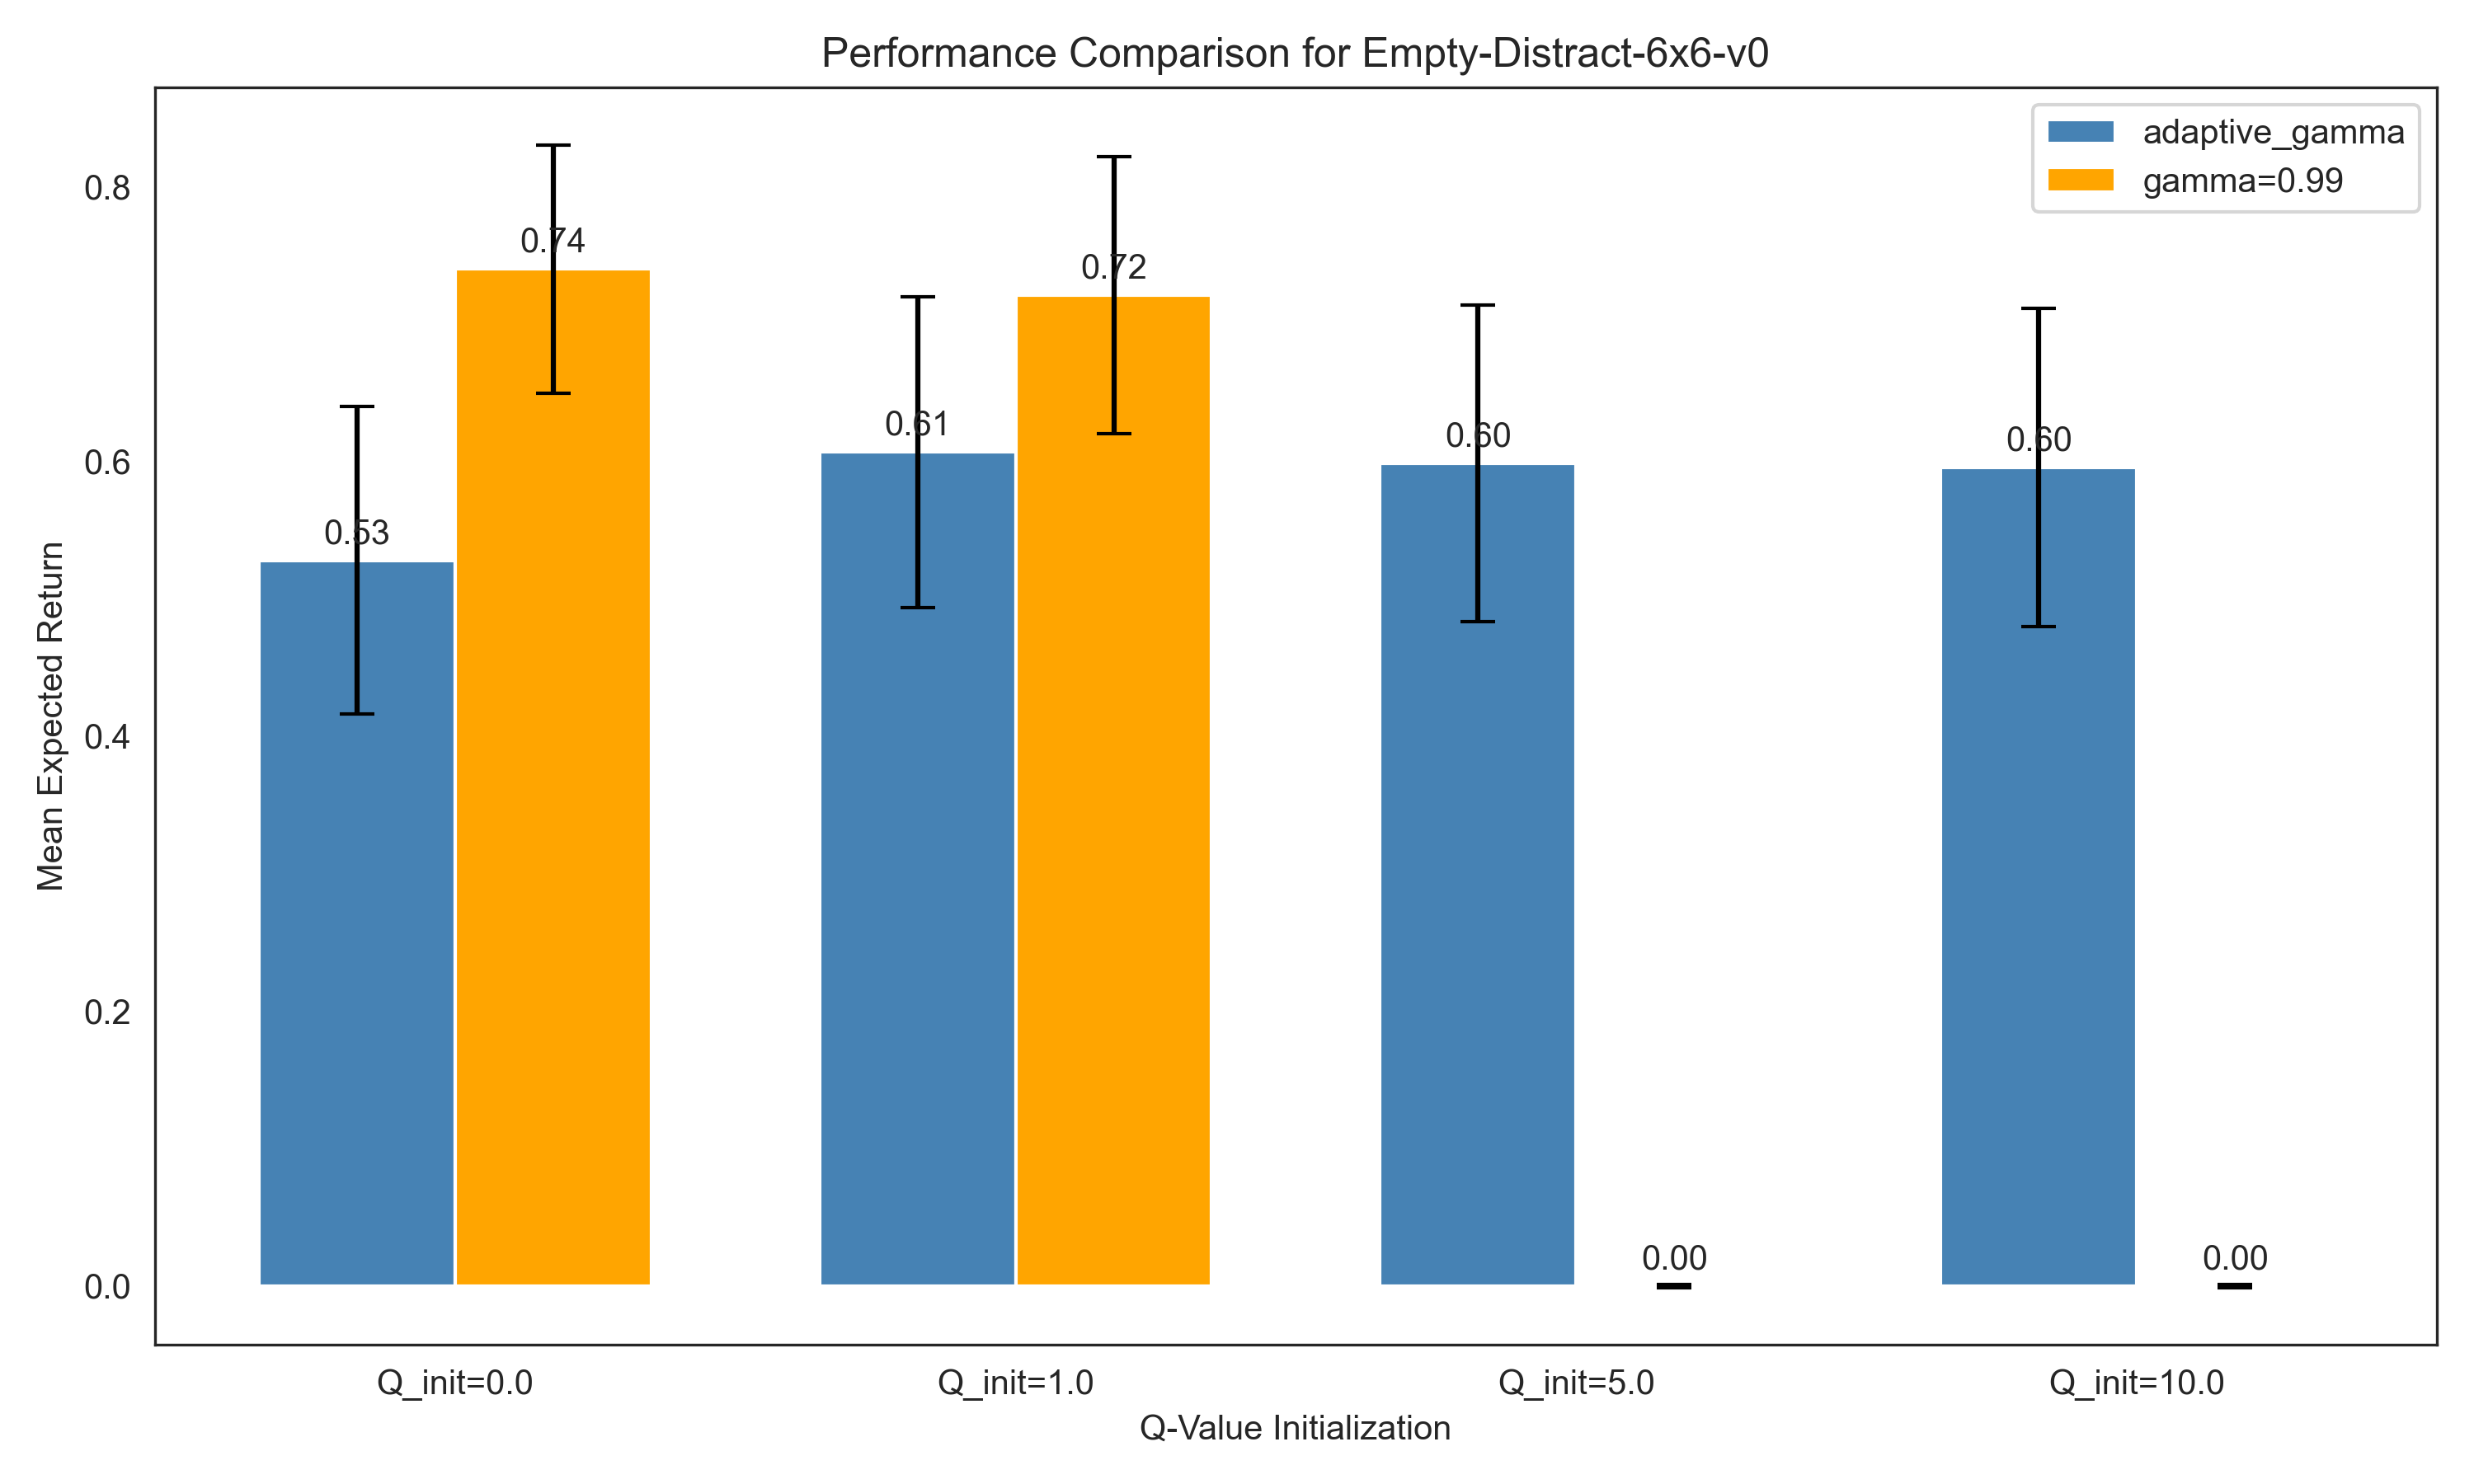 Performance Comparison for Empty-Distract-6x6-v0
adaptive_gamma
gamma=0.99
Mean Expected Return
0.8
0.6
0.4
0.2
0.0
0.53
0.74
0.61
0.72
0.60
0.00
0.60
0.00
Q_init=0.0
Q_init=1.0
Q_init=5.0
Q_init=10.0
Q-Value Initialization